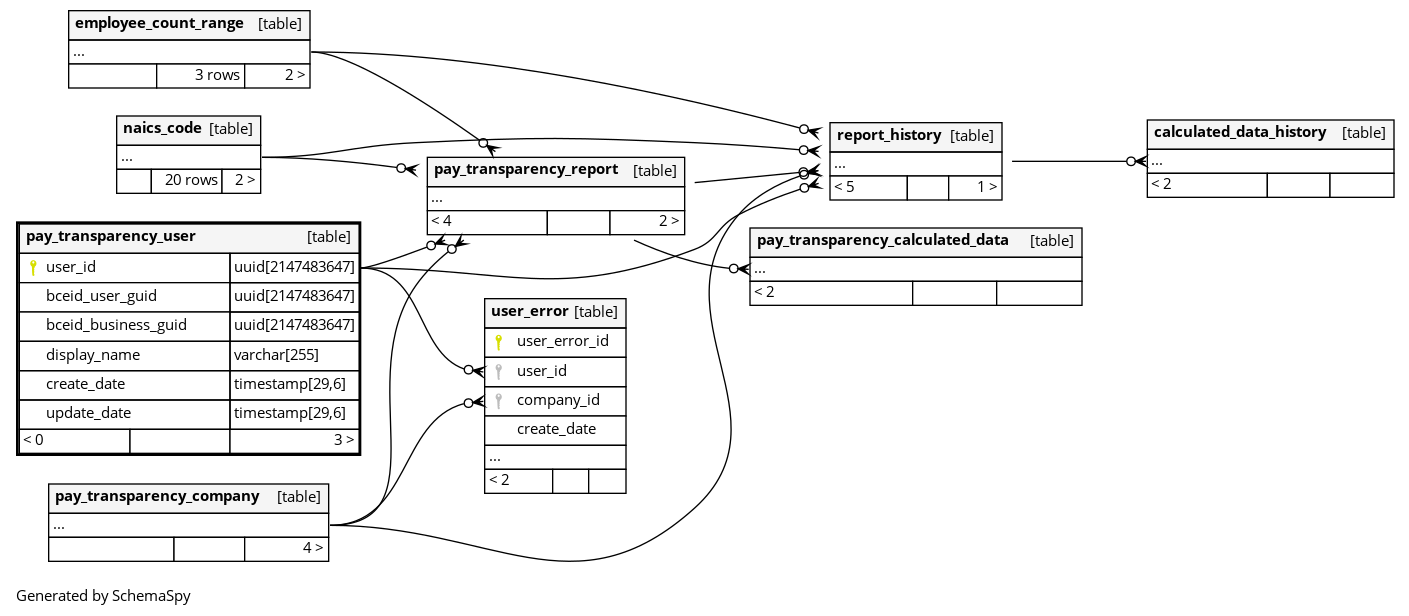 employee_count_range [table]
...
3 rows 2 >
naics_code [table]
...
20 rows 2 >
pay_transparency_user [table]
user_id uuid[2147483647]
bceid_user_guid uuid[2147483647]
bceid_business_guid uuid[2147483647]
display_name varchar[255]
create_date timestamp[29,6]
update_date timestamp[29,6]
< 0 3 >
pay_transparency_company [table]
...
4 >
pay_transparency_report [table]
...
< 4 2 >
user_error [table]
user_error_id
user_id
company_id
create_date
...
< 2
report_history [table]
...
< 5 1 >
pay_transparency_calculated_data [table]
...
< 2
calculated_data_history [table]
...
< 2
Generated by SchemaSpy